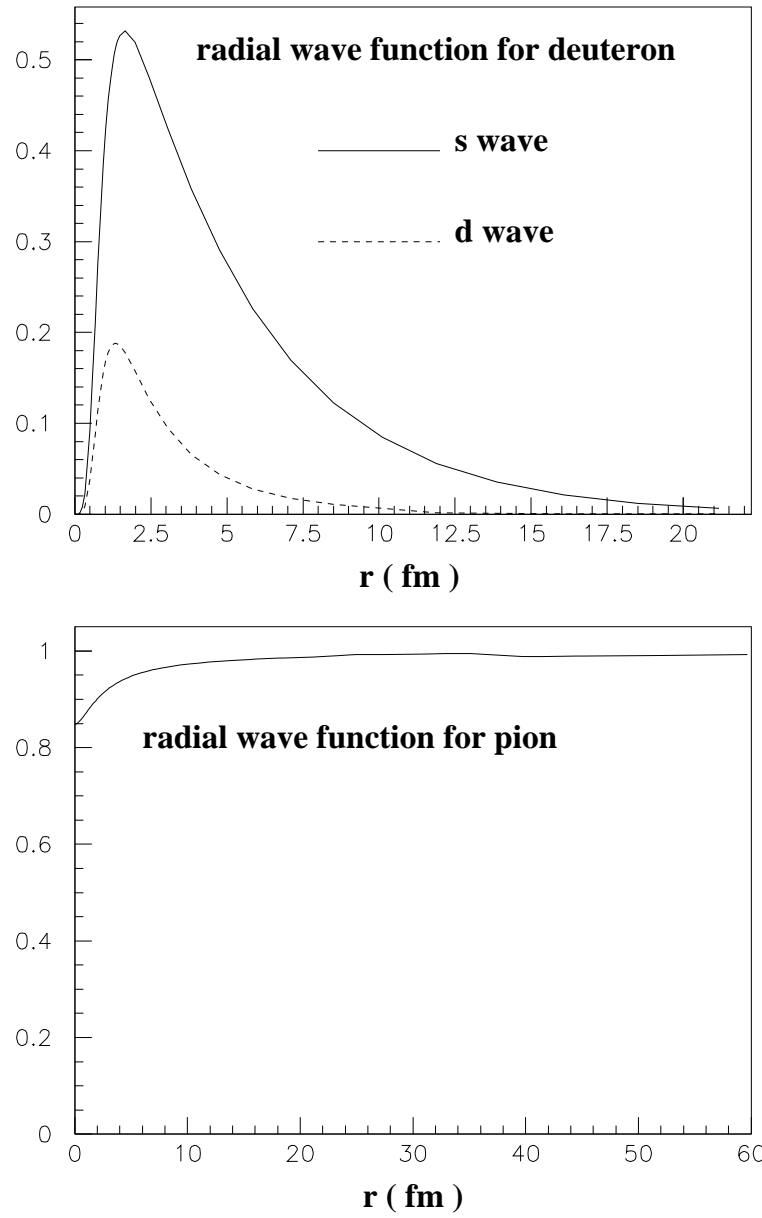 radial wave function for deuteron
s wave
d wave
0.5
0.4
0.3
0.2
0.1
0
0 2.5 5 7.5 10 12.5 15 17.5 20
r ( fm )
1
radial wave function for pion
0.8
0.6
0.4
0.2
0
0 10 20 30 40 50 60
r ( fm )